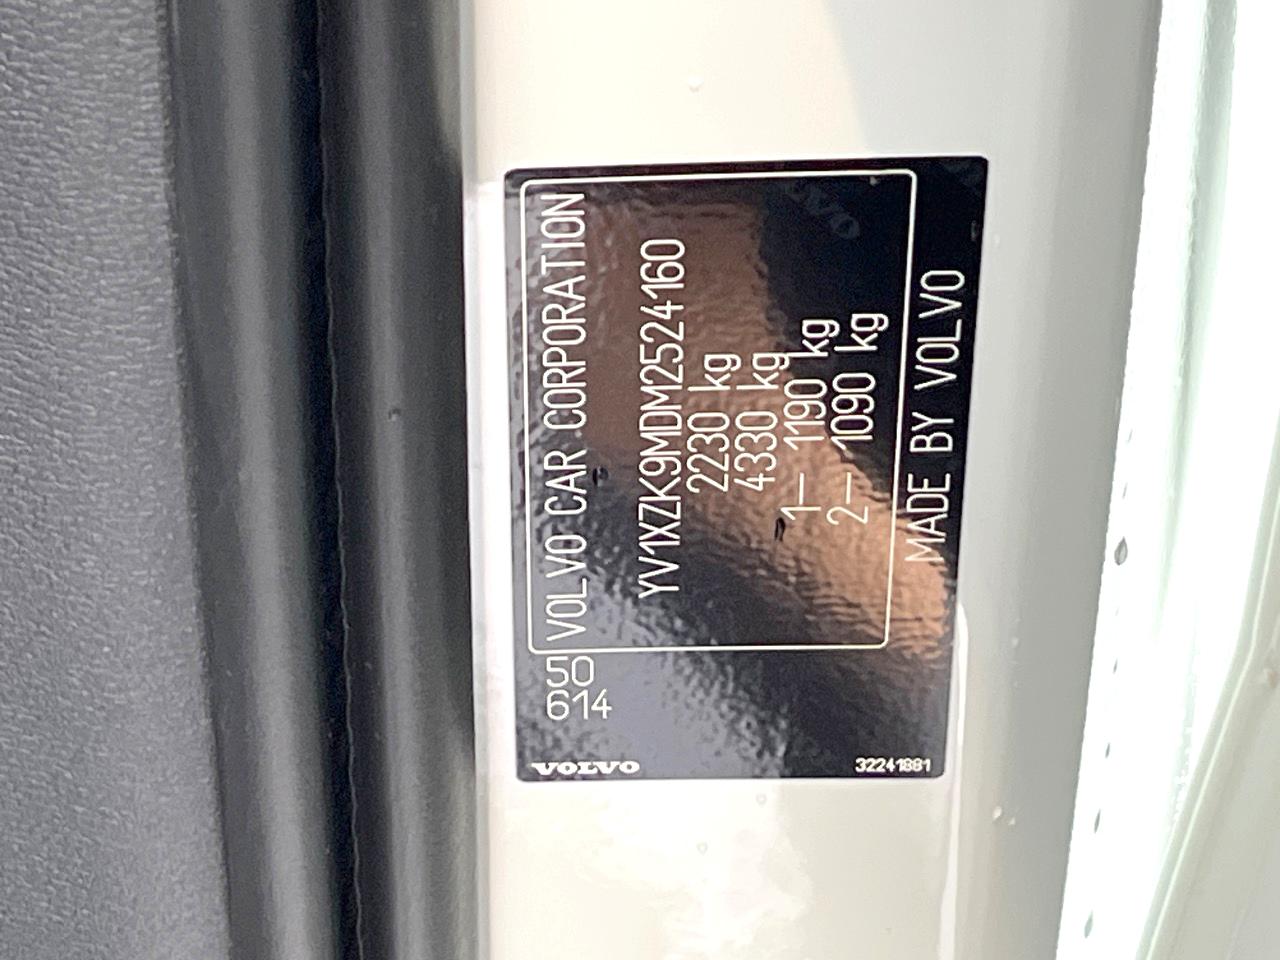 VOLVO CAR CORPORATION
YV1XZK9MDM2524160
2230 kg
4330 kg
1– 1190 kg
2– 1090 kg
MADE BY VOLVO
50
614
VOLVO
32241881